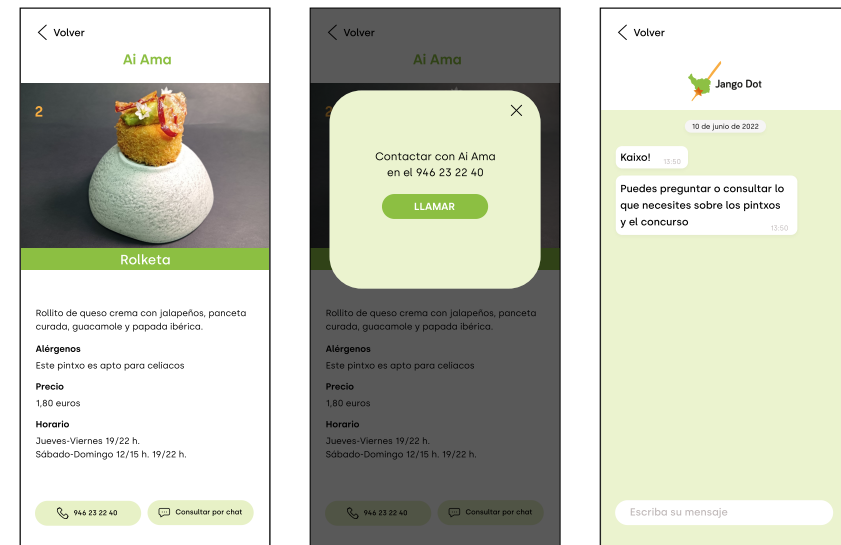 Volver
Ai Ama
2
Rolketa
Rollito de queso crema con jalapeños, panceta
curada, guacamole y papada ibérica.
Alérgenos
Este pintxo es apto para celiacos
Precio
1,80 euros
Horario
Jueves-Viernes 19/22 h.
Sábado-Domingo 12/15 h. 19/22 h.
946 23 22 40
Consultar por chat
Volver
Ai Ama
2
Contactar con Ai Ama
en el 946 23 22 40
LLAMAR
Rollito de queso crema con jalapeños, panceta
curada, guacamole y papada ibérica.
Alérgenos
Este pintxo es apto para celiacos
Precio
1,80 euros
Horario
Jueves-Viernes 19/22 h.
Sábado-Domingo 12/15 h. 19/22 h.
946 23 22 40
Consultar por chat
Volver
Jango Dot
10 de junio de 2022
Kaixo! 13:50
Puedes preguntar o consultar lo
que necesites sobre los pintxos
y el concurso
13:50
Escriba su mensaje